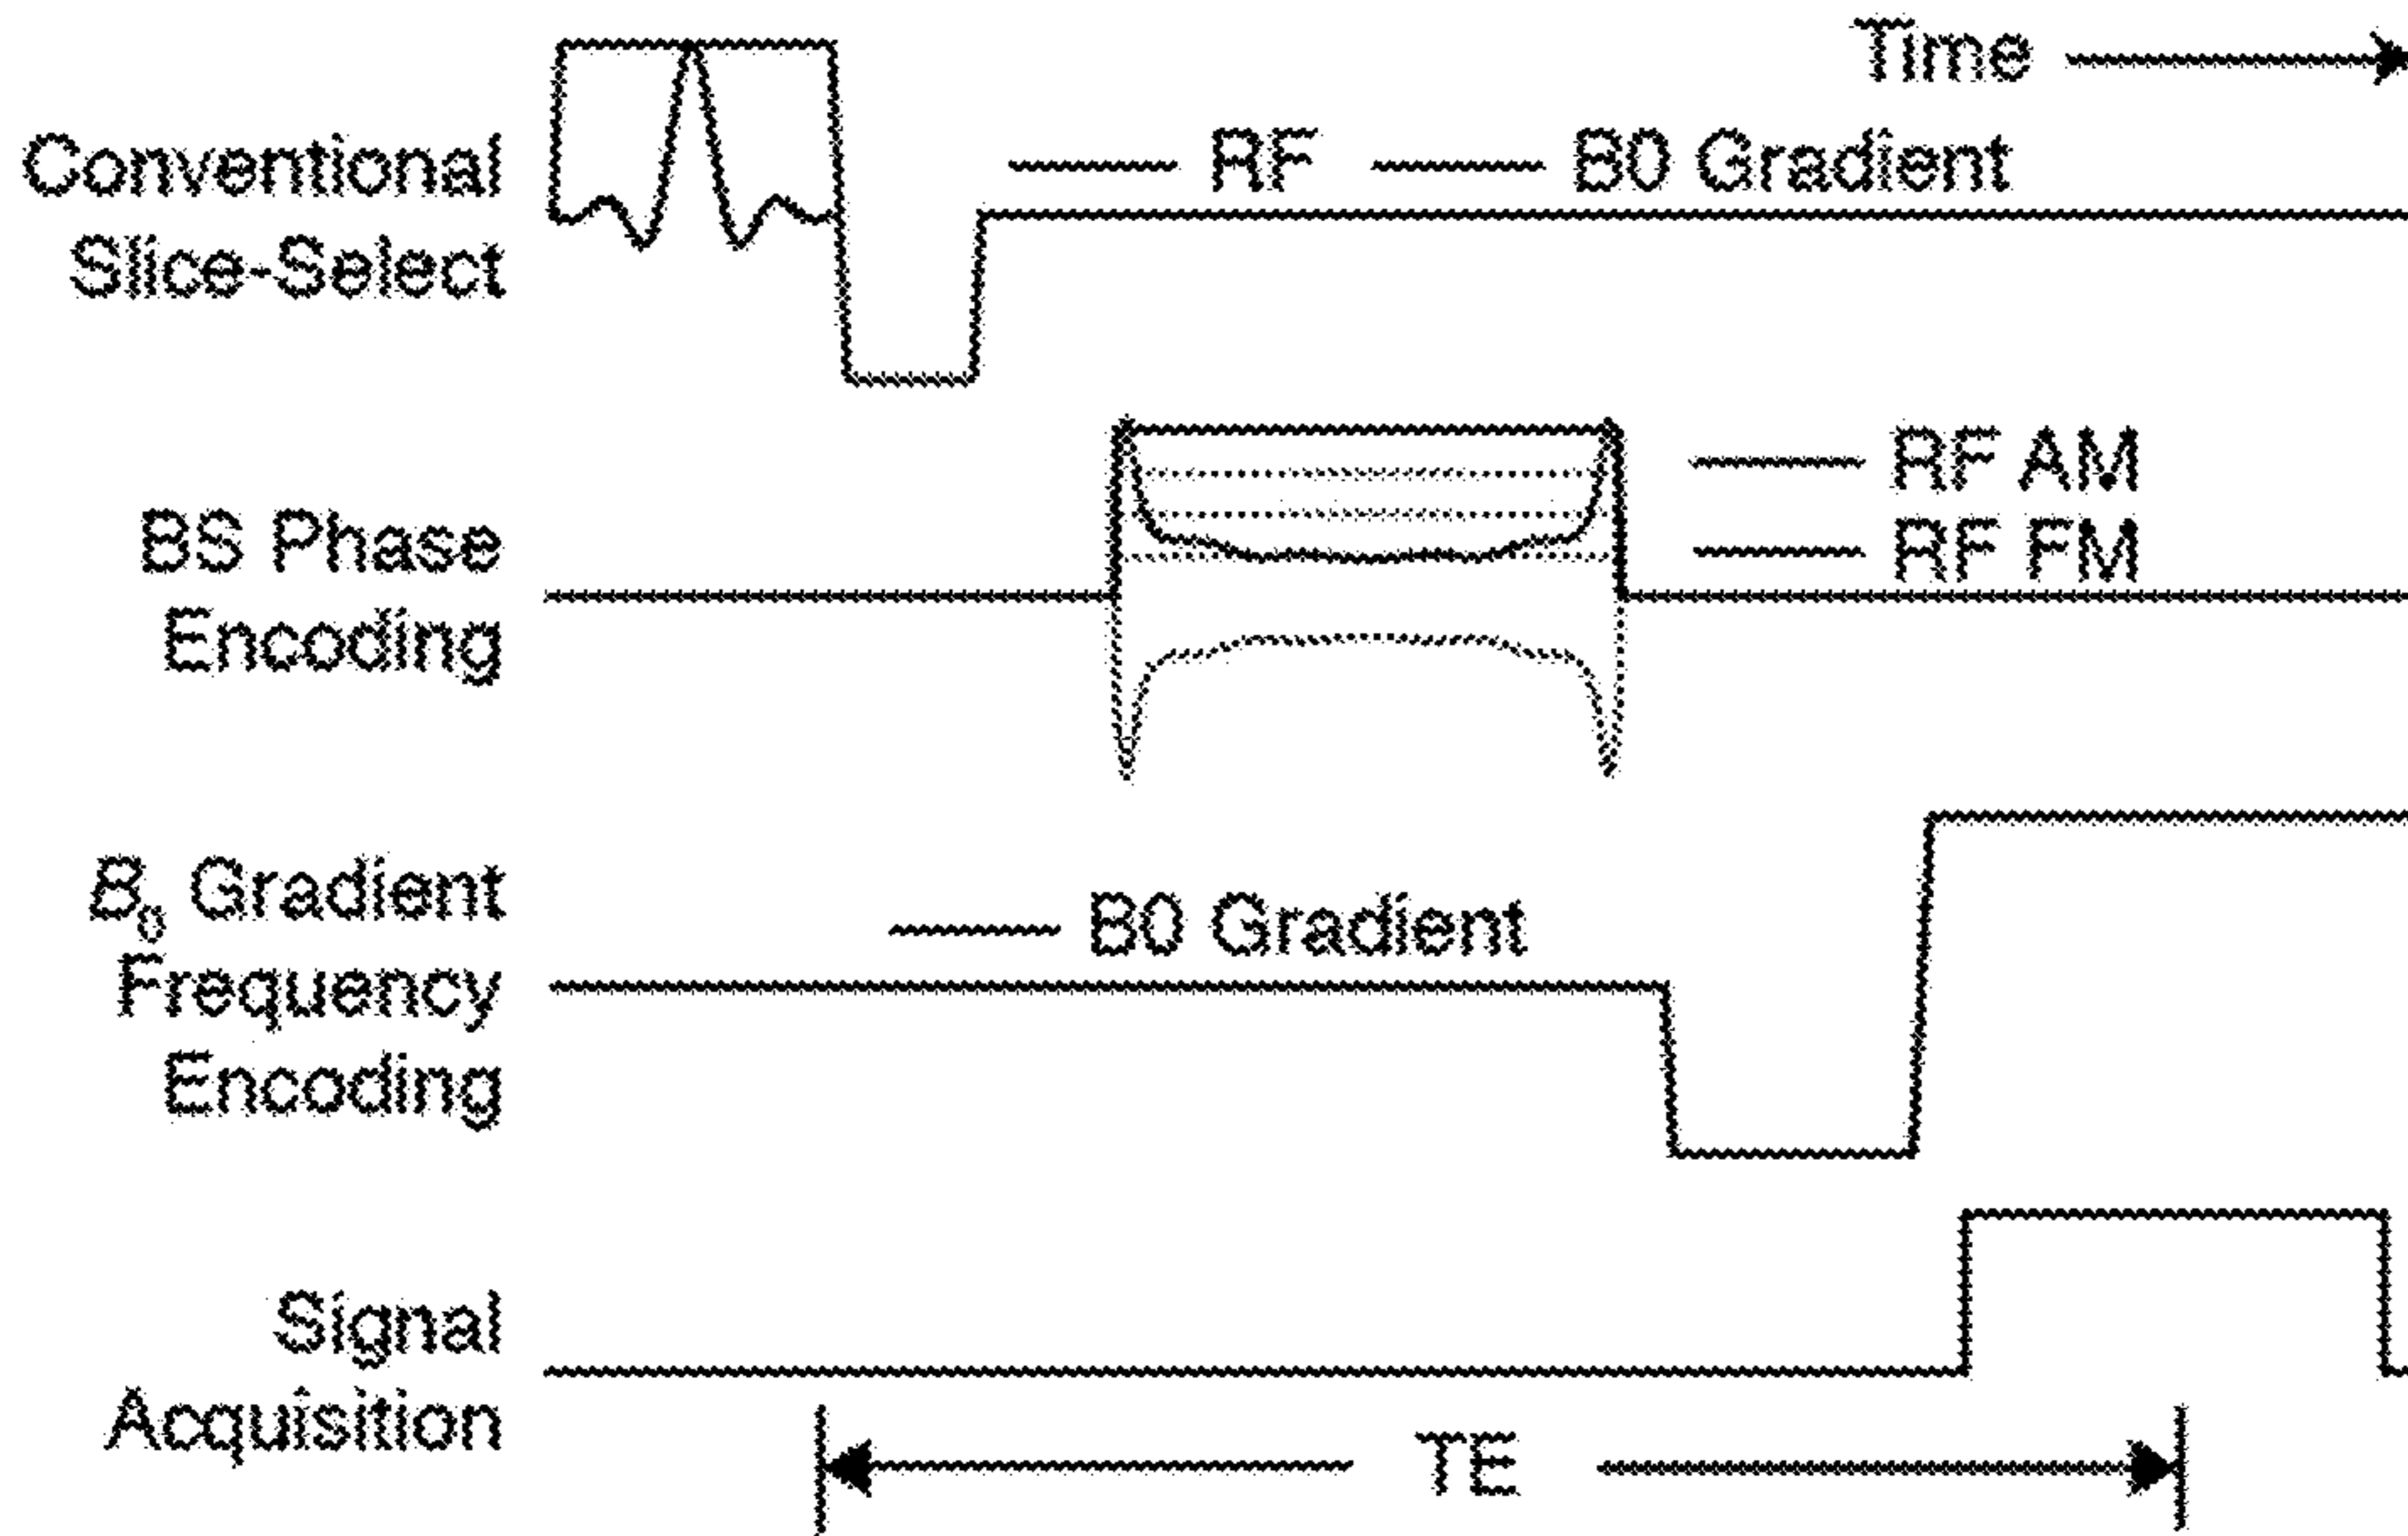 Time
Conventional
Slice-Select
RF B0 Gradient
BS Phase
Encoding
RF AM
RF FM
B0 Gradient
Frequency
Encoding
B0 Gradient
Signal
Acquisition
TE